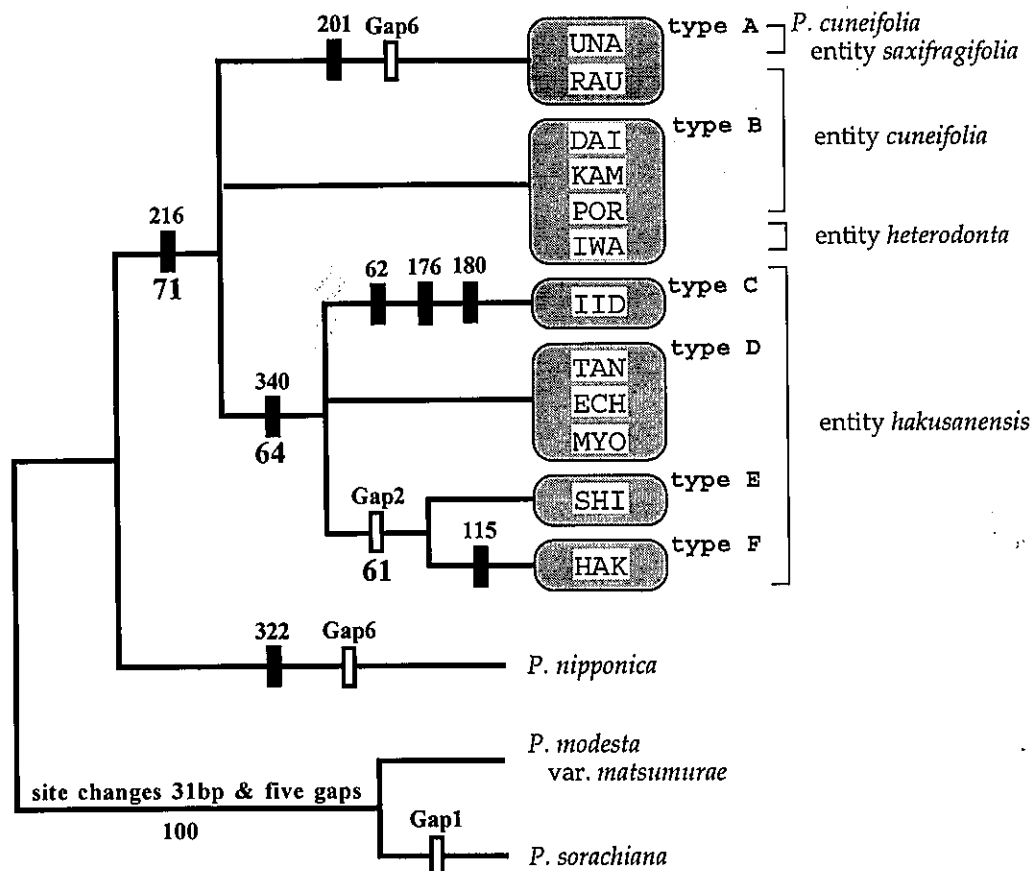 201 Gap6
UNA
RAU
type A
P. cuneifolia
entity saxifragifolia
type B
DAI
KAM
POR
IWA
entity cuneifolia
entity heterodonta
216
71
62 176 180
IID
type C
type D
TAN
ECH
MYO
340
64
entity hakusanensis
Gap2
61
SHI
type E
115
HAK
type F
322 Gap6
P. nipponica
P. modesta
var. matsumurae
site changes 31bp & five gaps
100
Gap1
P. sorachiana